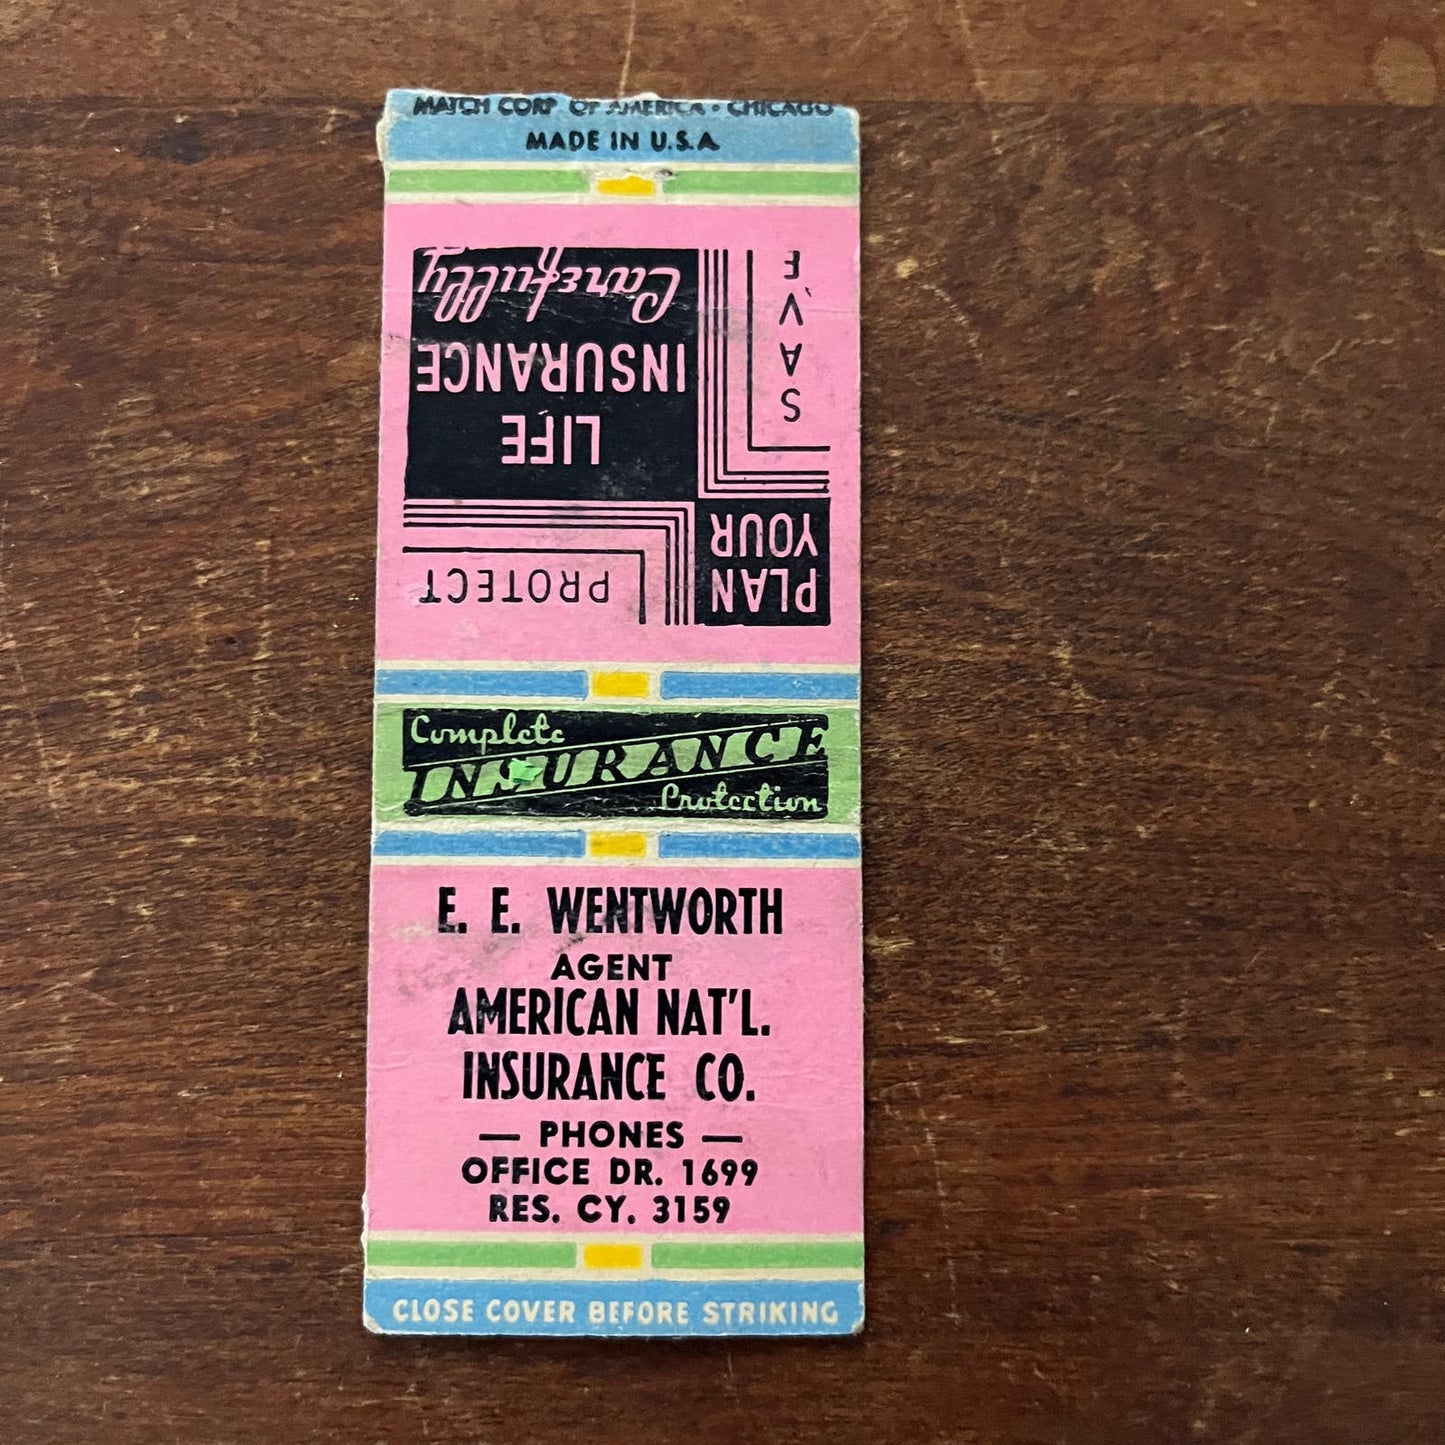 MATCH CORP OF AMERICA • CHICAGO
MADE IN U.S.A.
PLAN
YOUR
LIFE
INSURANCE
Carefully
PROTECT
SAVE
Complete
INSURANCE
Protection
E. E. WENTWORTH
AGENT
AMERICAN NAT'L.
INSURANCE CO.
— PHONES —
OFFICE DR. 1699
RES. CY. 3159
CLOSE COVER BEFORE STRIKING